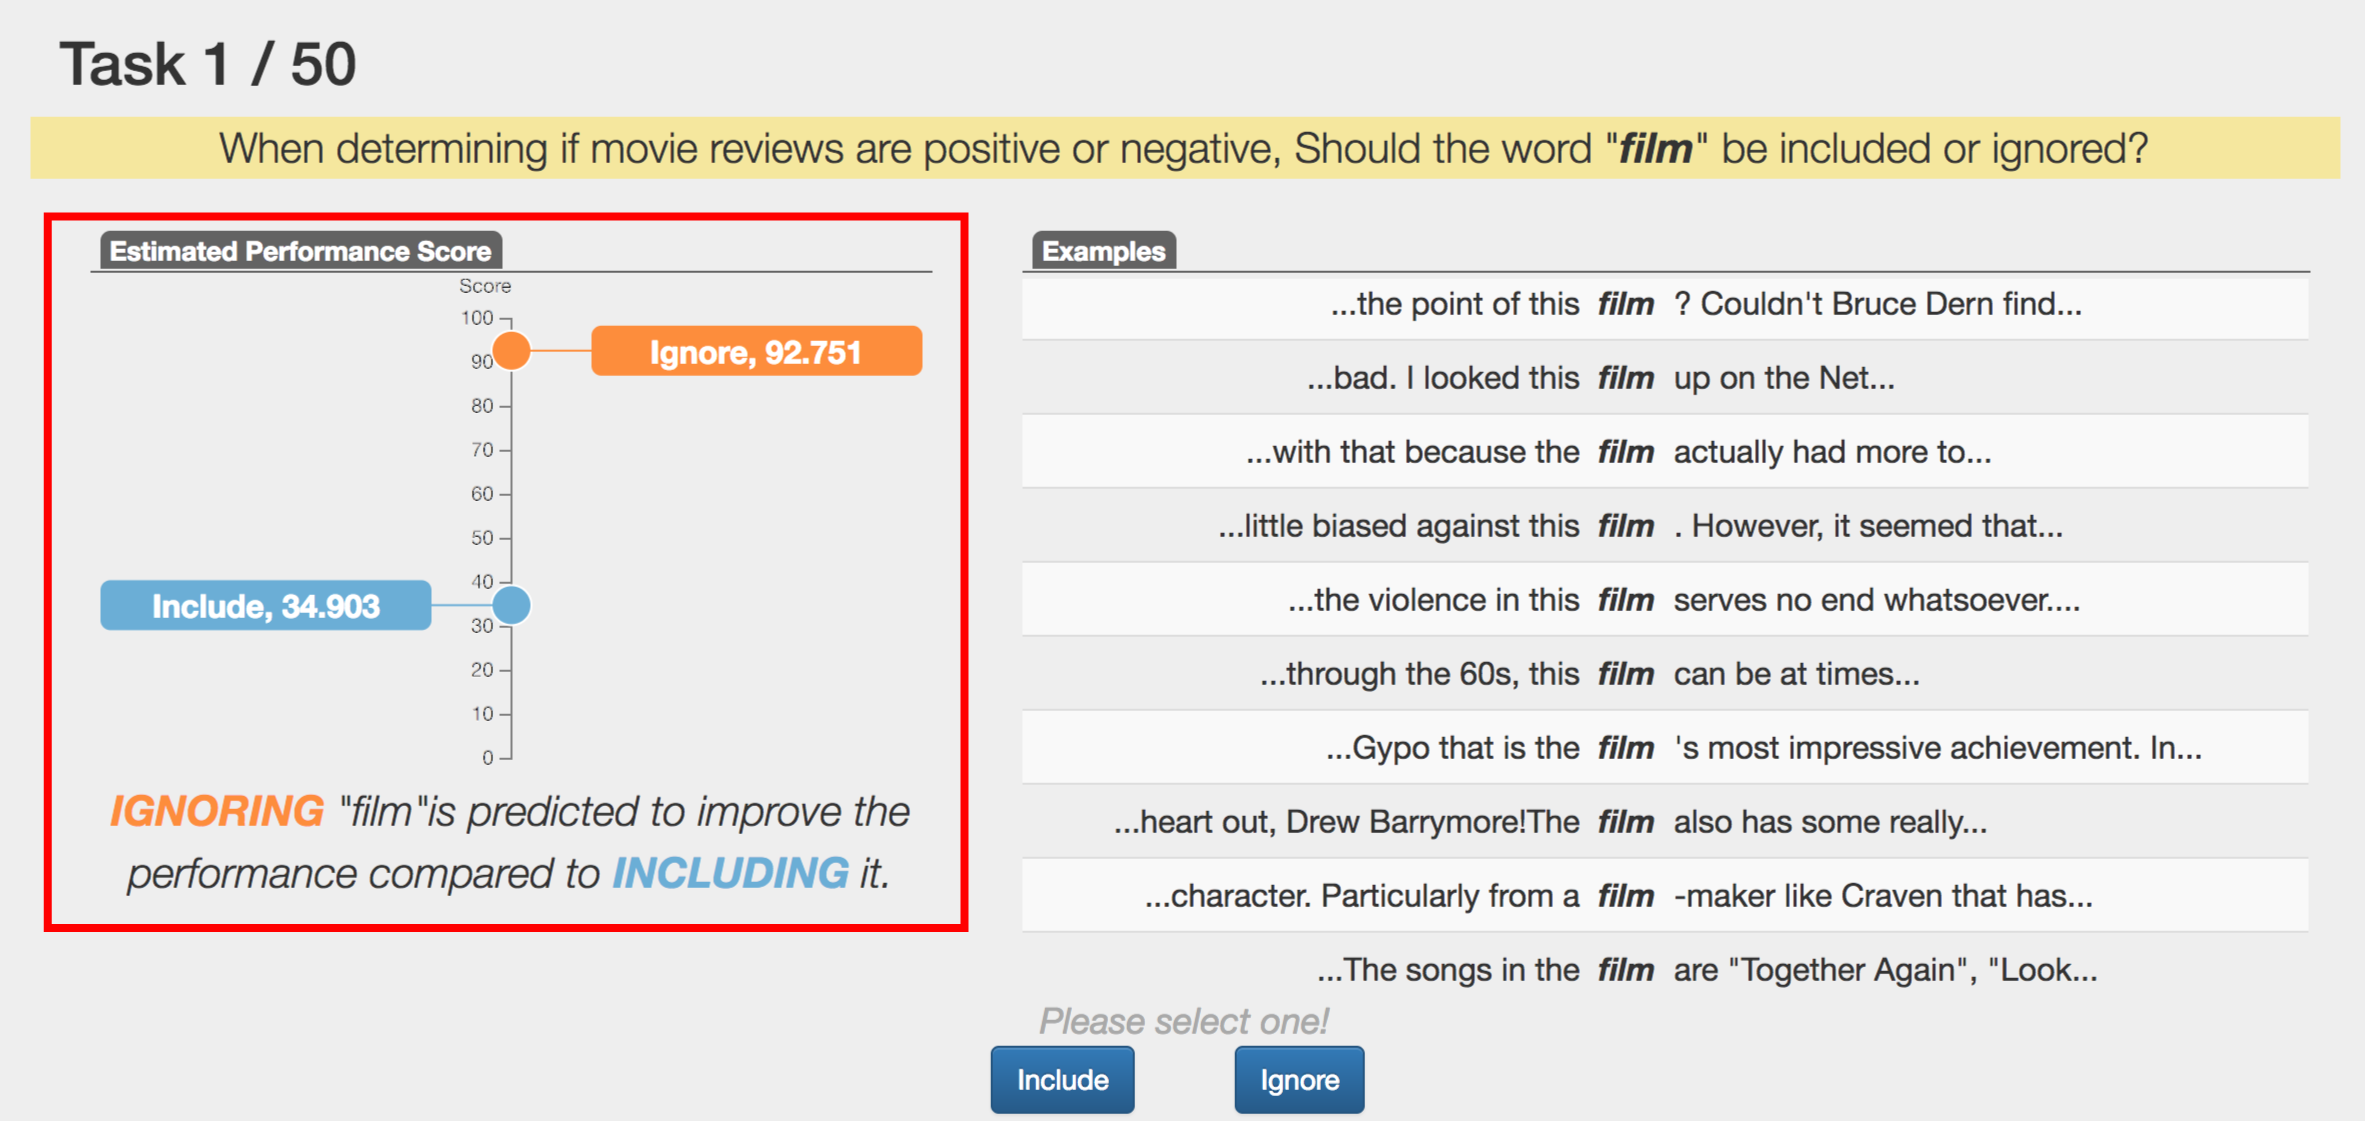 Task 1 / 50
When determining if movie reviews are positive or negative, Should the word "film" be included or ignored?
Estimated Performance Score
Score
100
90
80
70
60
50
40
30
20
10
0
Ignore, 92.751
Include, 34.903
IGNORING "film"is predicted to improve the
performance compared to INCLUDING it.
Examples
...the point of this film ? Couldn't Bruce Dern find...
...bad. I looked this film up on the Net...
...with that because the film actually had more to...
...little biased against this film . However, it seemed that...
...the violence in this film serves no end whatsoever....
...through the 60s, this film can be at times...
...Gypo that is the film 's most impressive achievement. In...
...heart out, Drew Barrymore!The film also has some really...
...character. Particularly from a film -maker like Craven that has...
...The songs in the film are "Together Again", "Look...
Please select one!
Include
Ignore